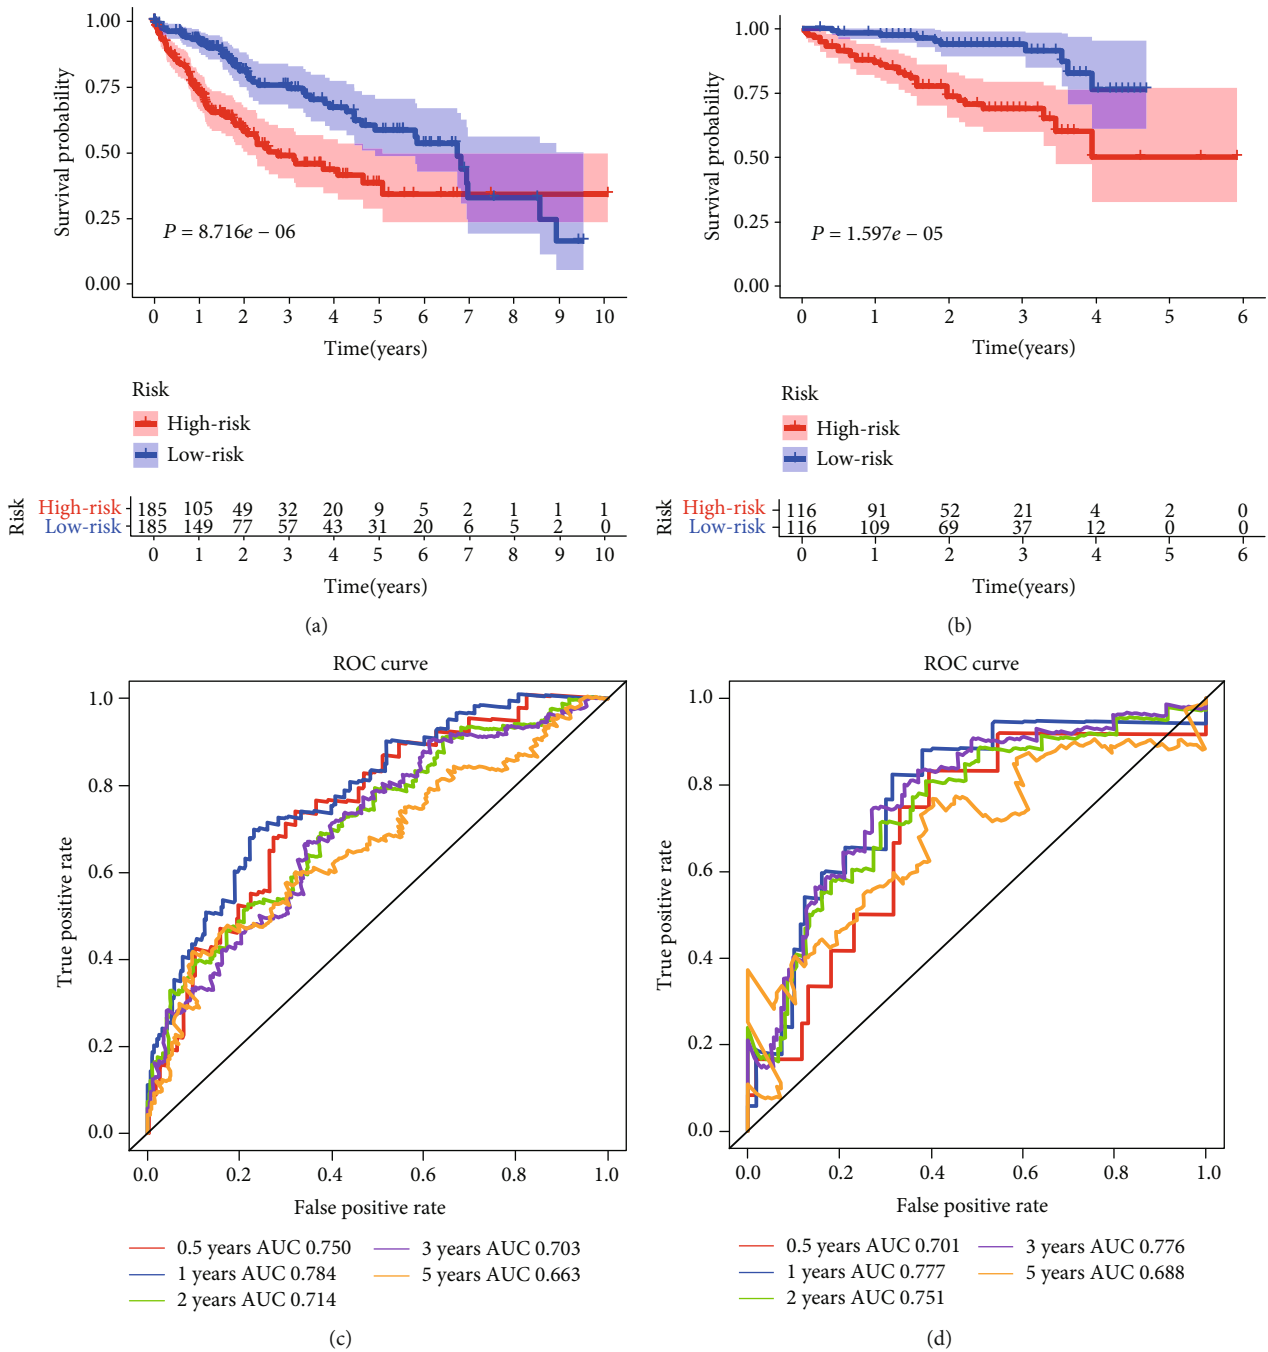 1.00
0.75
0.50
0.25
0.00
Survival probability
P = 8.716e − 06
0 1 2 3 4 5 6 7 8 9 10
Time(years)
Risk
High-risk
Low-risk
Risk
High-risk 185 105 49 32 20 9 5 2 1 1 1
Low-risk 185 149 77 57 43 31 20 6 5 2 0
0 1 2 3 4 5 6 7 8 9 10
Time(years)
(a)
1.00
0.75
0.50
0.25
0.00
Survival probability
P = 1.597e − 05
0 1 2 3 4 5 6
Time(years)
Risk
High-risk
Low-risk
Risk
High-risk 116 91 52 21 4 2 0
Low-risk 116 109 69 37 12 0 0
0 1 2 3 4 5 6
Time(years)
(b)
ROC curve
1.0
0.8
0.6
0.4
0.2
0.0
True positive rate
0.0 0.2 0.4 0.6 0.8 1.0
False positive rate
0.5 years AUC 0.750
1 years AUC 0.784
2 years AUC 0.714
3 years AUC 0.703
5 years AUC 0.663
(c)
ROC curve
1.0
0.8
0.6
0.4
0.2
0.0
True positive rate
0.0 0.2 0.4 0.6 0.8 1.0
False positive rate
0.5 years AUC 0.701
1 years AUC 0.777
2 years AUC 0.751
3 years AUC 0.776
5 years AUC 0.688
(d)